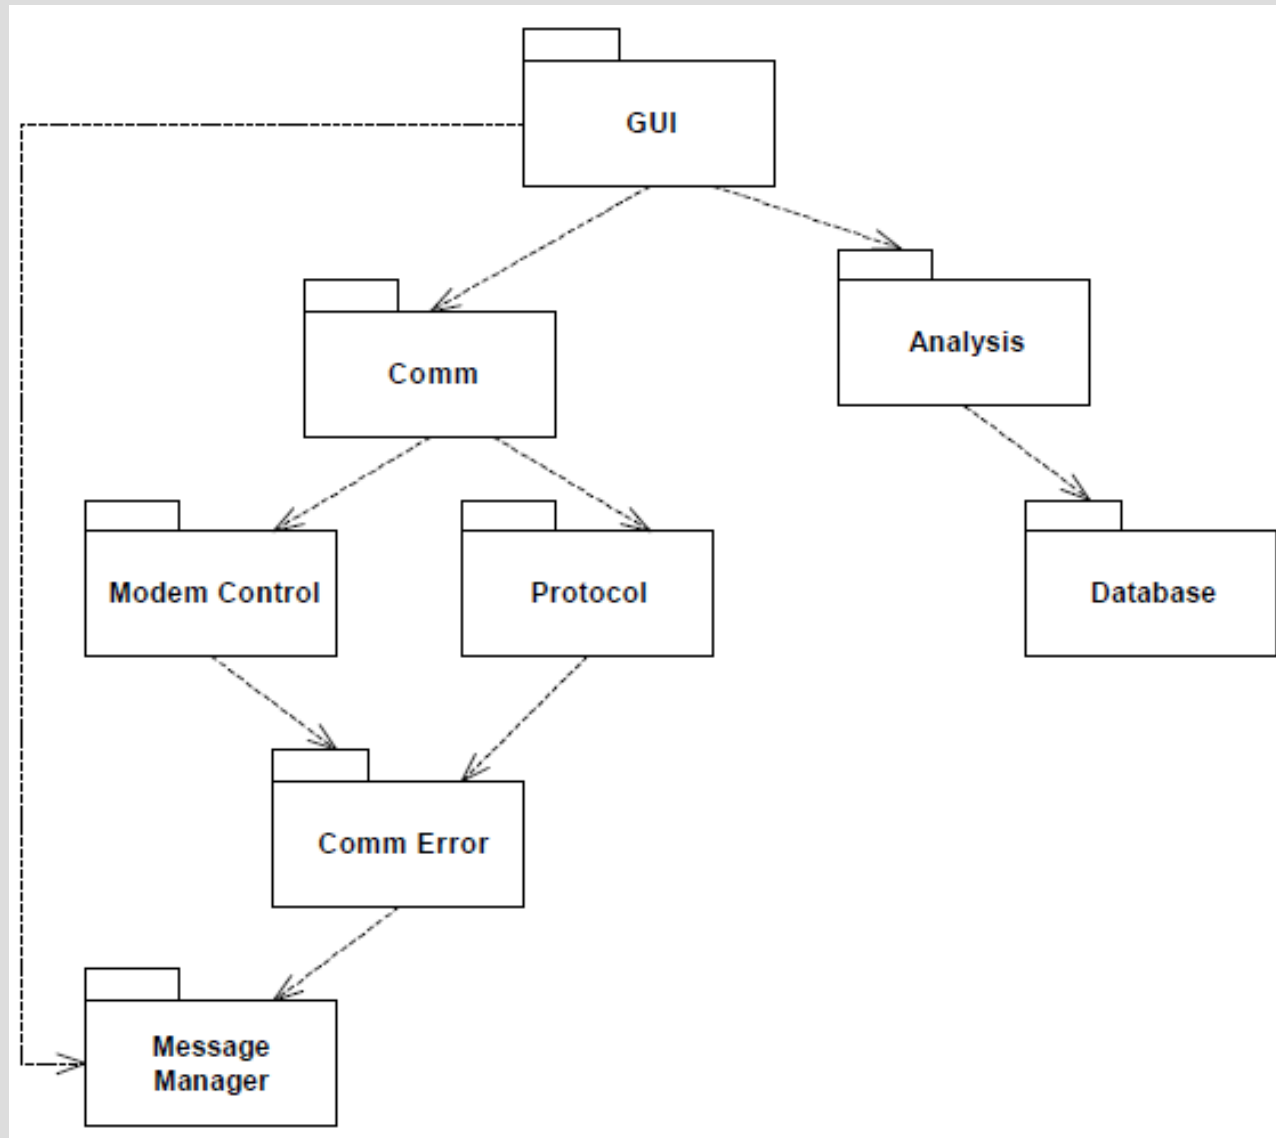 GUI
Analysis
Comm
Modem Control
Protocol
Database
Comm Error
Message
Manager